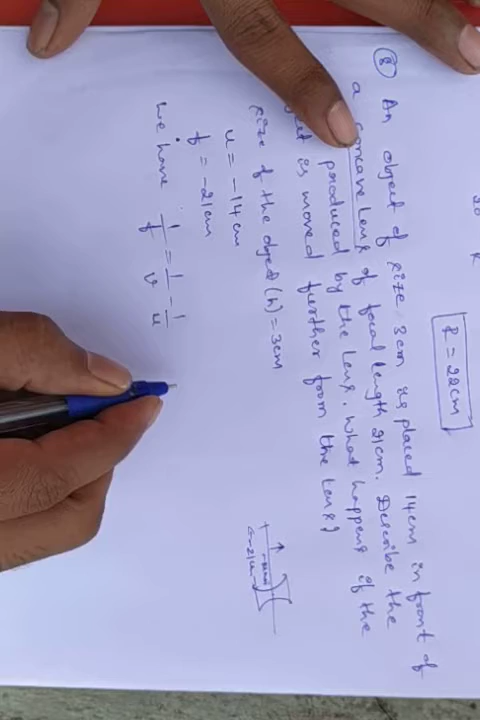 20
R
R = 22cm
8) An object of size 3cm is placed 14cm in front of
a concave lens of focal length 21cm. Describe the
produced by the lens. What happens if the
is moved further from the lens?
size of the object (h) = 3cm
u = -14 cm
f = -21cm
We have 1/f = 1/v - 1/u